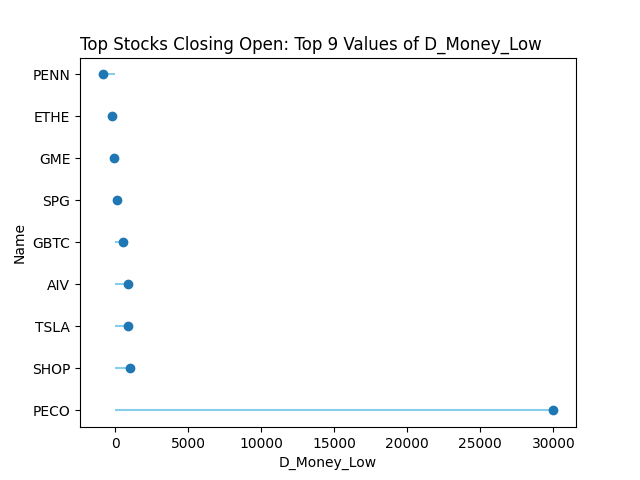 Top Stocks Closing Open: Top 9 Values of D_Money_Low
PENN
ETHE
GME
SPG
GBTC
AIV
TSLA
SHOP
PECO
Name
0 5000 10000 15000 20000 25000 30000
D_Money_Low